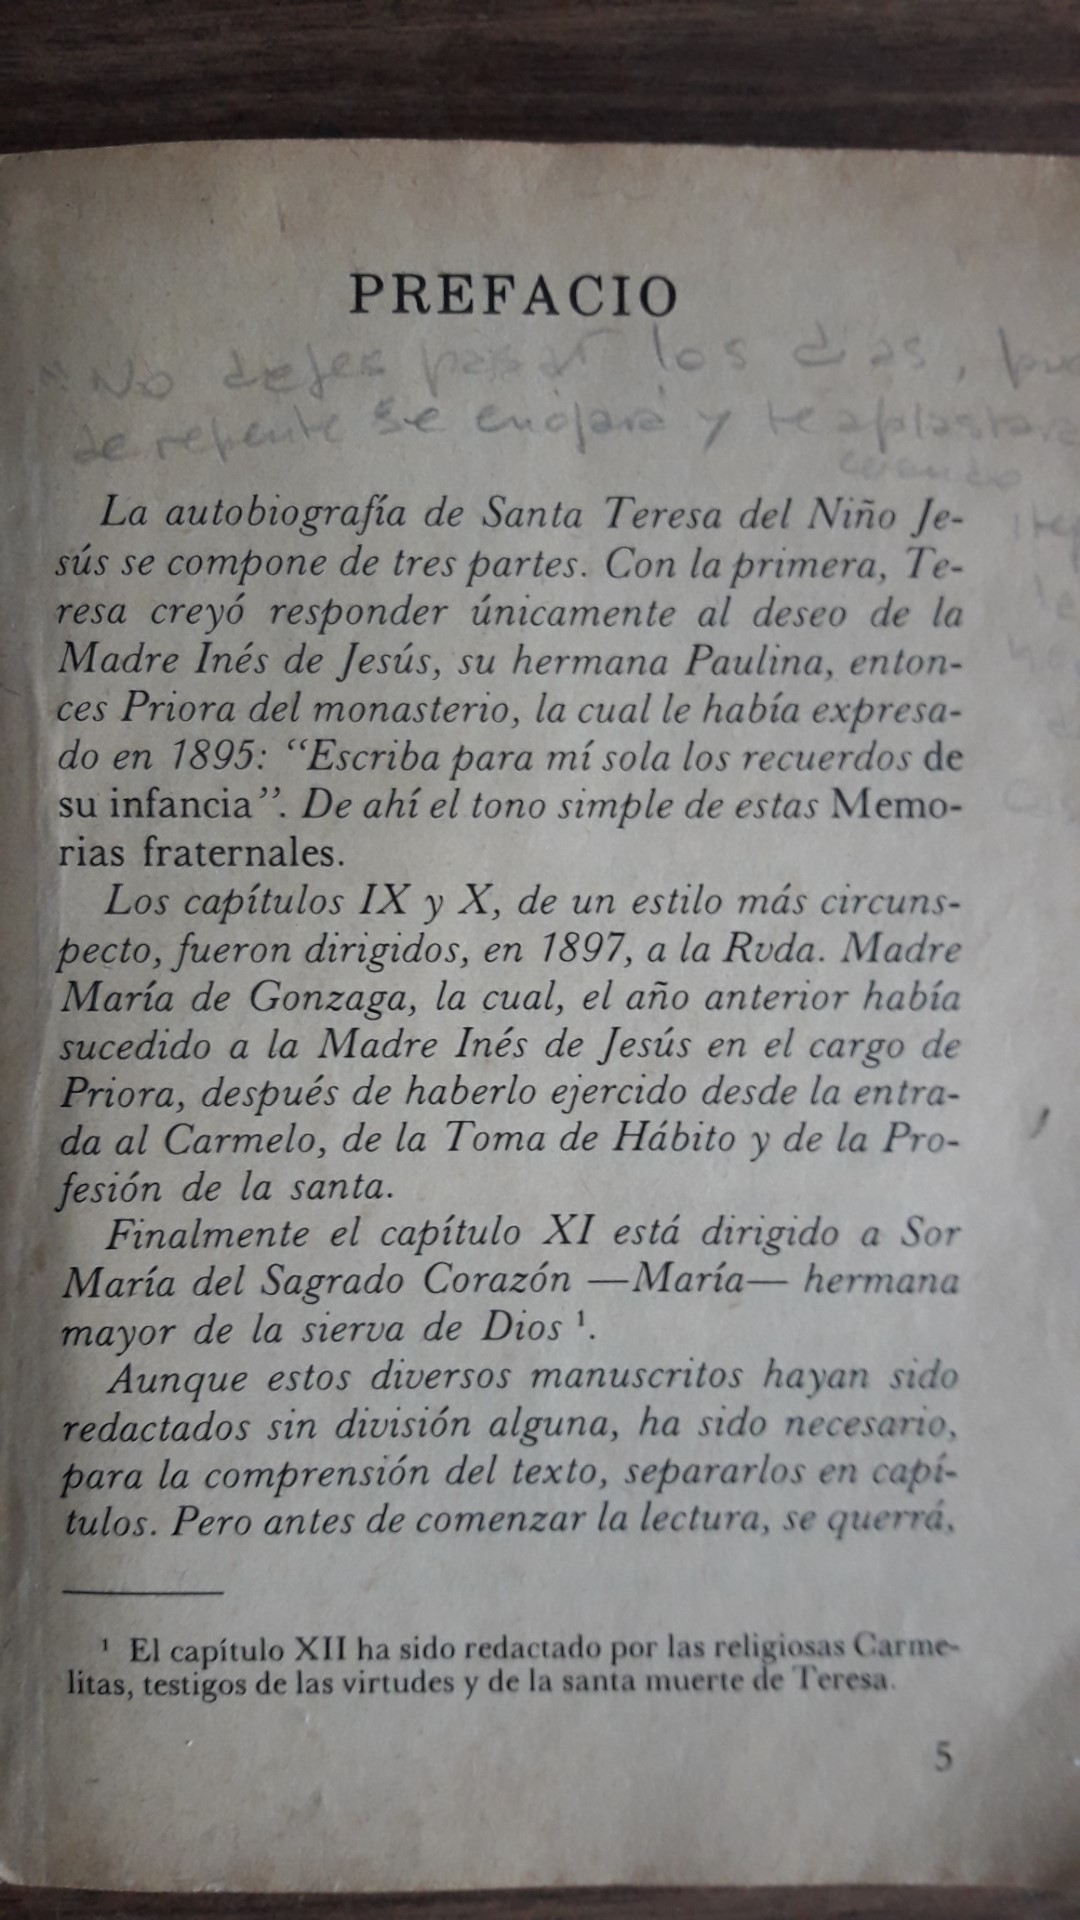 PREFACIO
"No dejes pasar los días,
de repente se enojará y te aplastará
cuando
La autobiografía de Santa Teresa del Niño Je-
sús se compone de tres partes. Con la primera, Te-
resa creyó responder únicamente al deseo de la
Madre Inés de Jesús, su hermana Paulina, enton-
ces Priora del monasterio, la cual le había expresa-
do en 1895: “Escriba para mí sola los recuerdos de
su infancia”. De ahí el tono simple de estas Memo-
rias fraternales.
Los capítulos IX y X, de un estilo más circuns-
pecto, fueron dirigidos, en 1897, a la Rvda. Madre
María de Gonzaga, la cual, el año anterior había
sucedido a la Madre Inés de Jesús en el cargo de
Priora, después de haberlo ejercido desde la entra-
da al Carmelo, de la Toma de Hábito y de la Pro-
fesión de la santa.
Finalmente el capítulo XI está dirigido a Sor
María del Sagrado Corazón —María— hermana
mayor de la sierva de Dios ¹.
Aunque estos diversos manuscritos hayan sido
redactados sin división alguna, ha sido necesario,
para la comprensión del texto, separarlos en capí-
tulos. Pero antes de comenzar la lectura, se querrá,
¹ El capítulo XII ha sido redactado por las religiosas Carme-
litas, testigos de las virtudes y de la santa muerte de Teresa.
5